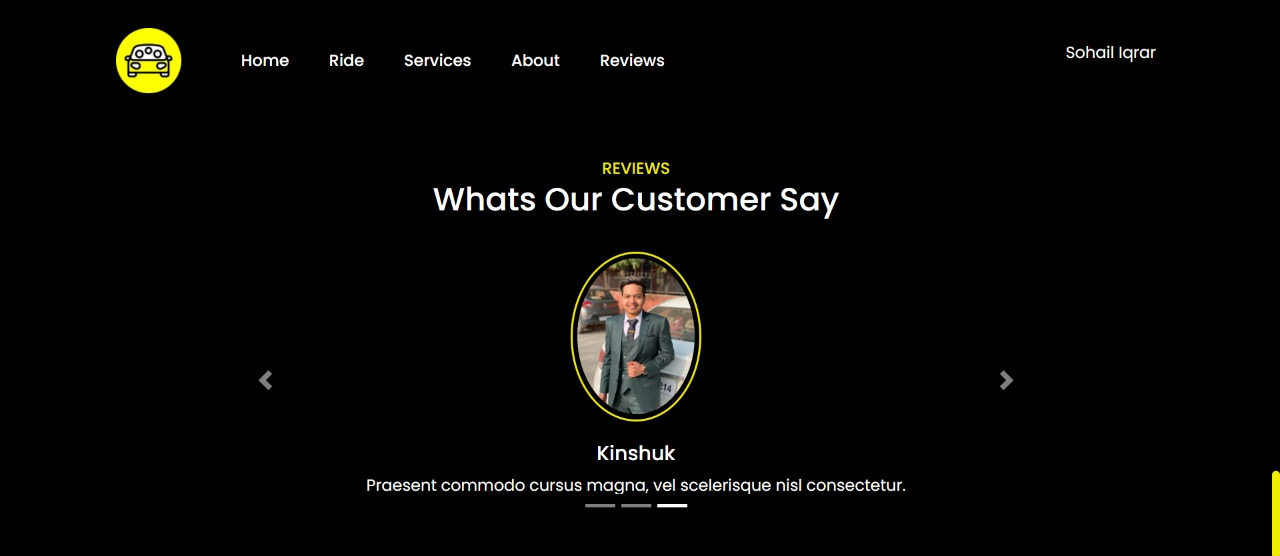 Home Ride Services About Reviews Sohail Iqrar
REVIEWS
Whats Our Customer Say
214
Kinshuk
Praesent commodo cursus magna, vel scelerisque nisl consectetur.